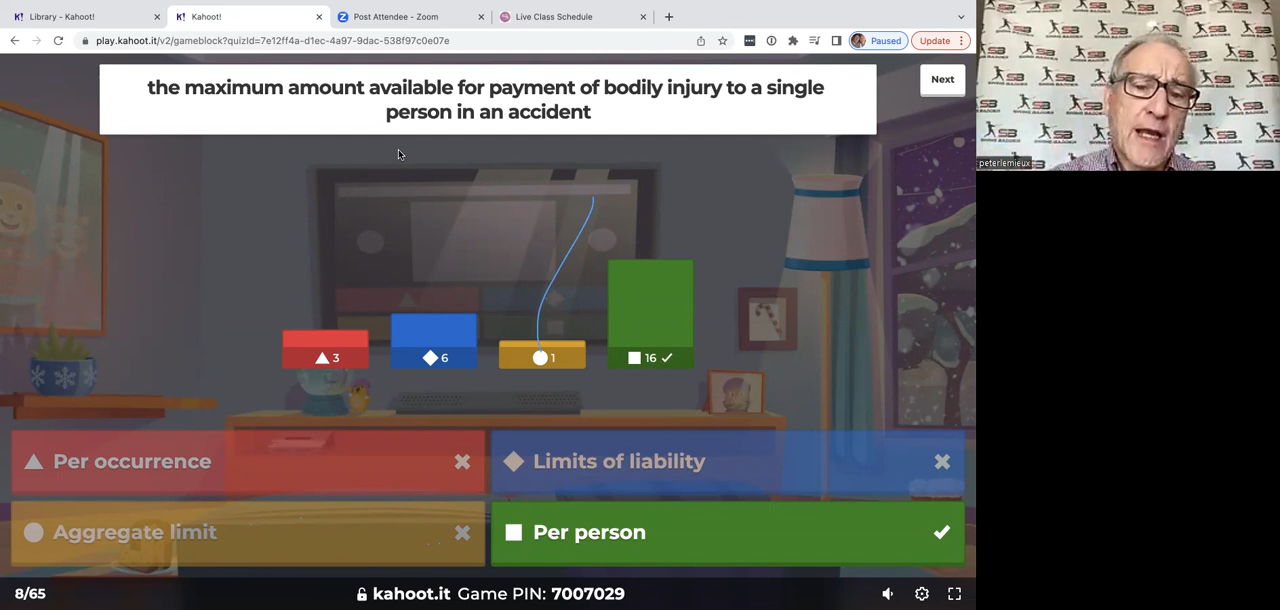 Library - Kahoot!
Kahoot!
Post Attendee - Zoom
Live Class Schedule
play.kahoot.it/v2/gameblock?quizId=7e12ff4a-d1ec-4a97-9dac-538f97c0e07e
Paused
Update
the maximum amount available for payment of bodily injury to a single
person in an accident
Next
peterlemieux
3
6
1
16
Per occurrence
Limits of liability
Aggregate limit
Per person
8/65
kahoot.it Game PIN: 7007029